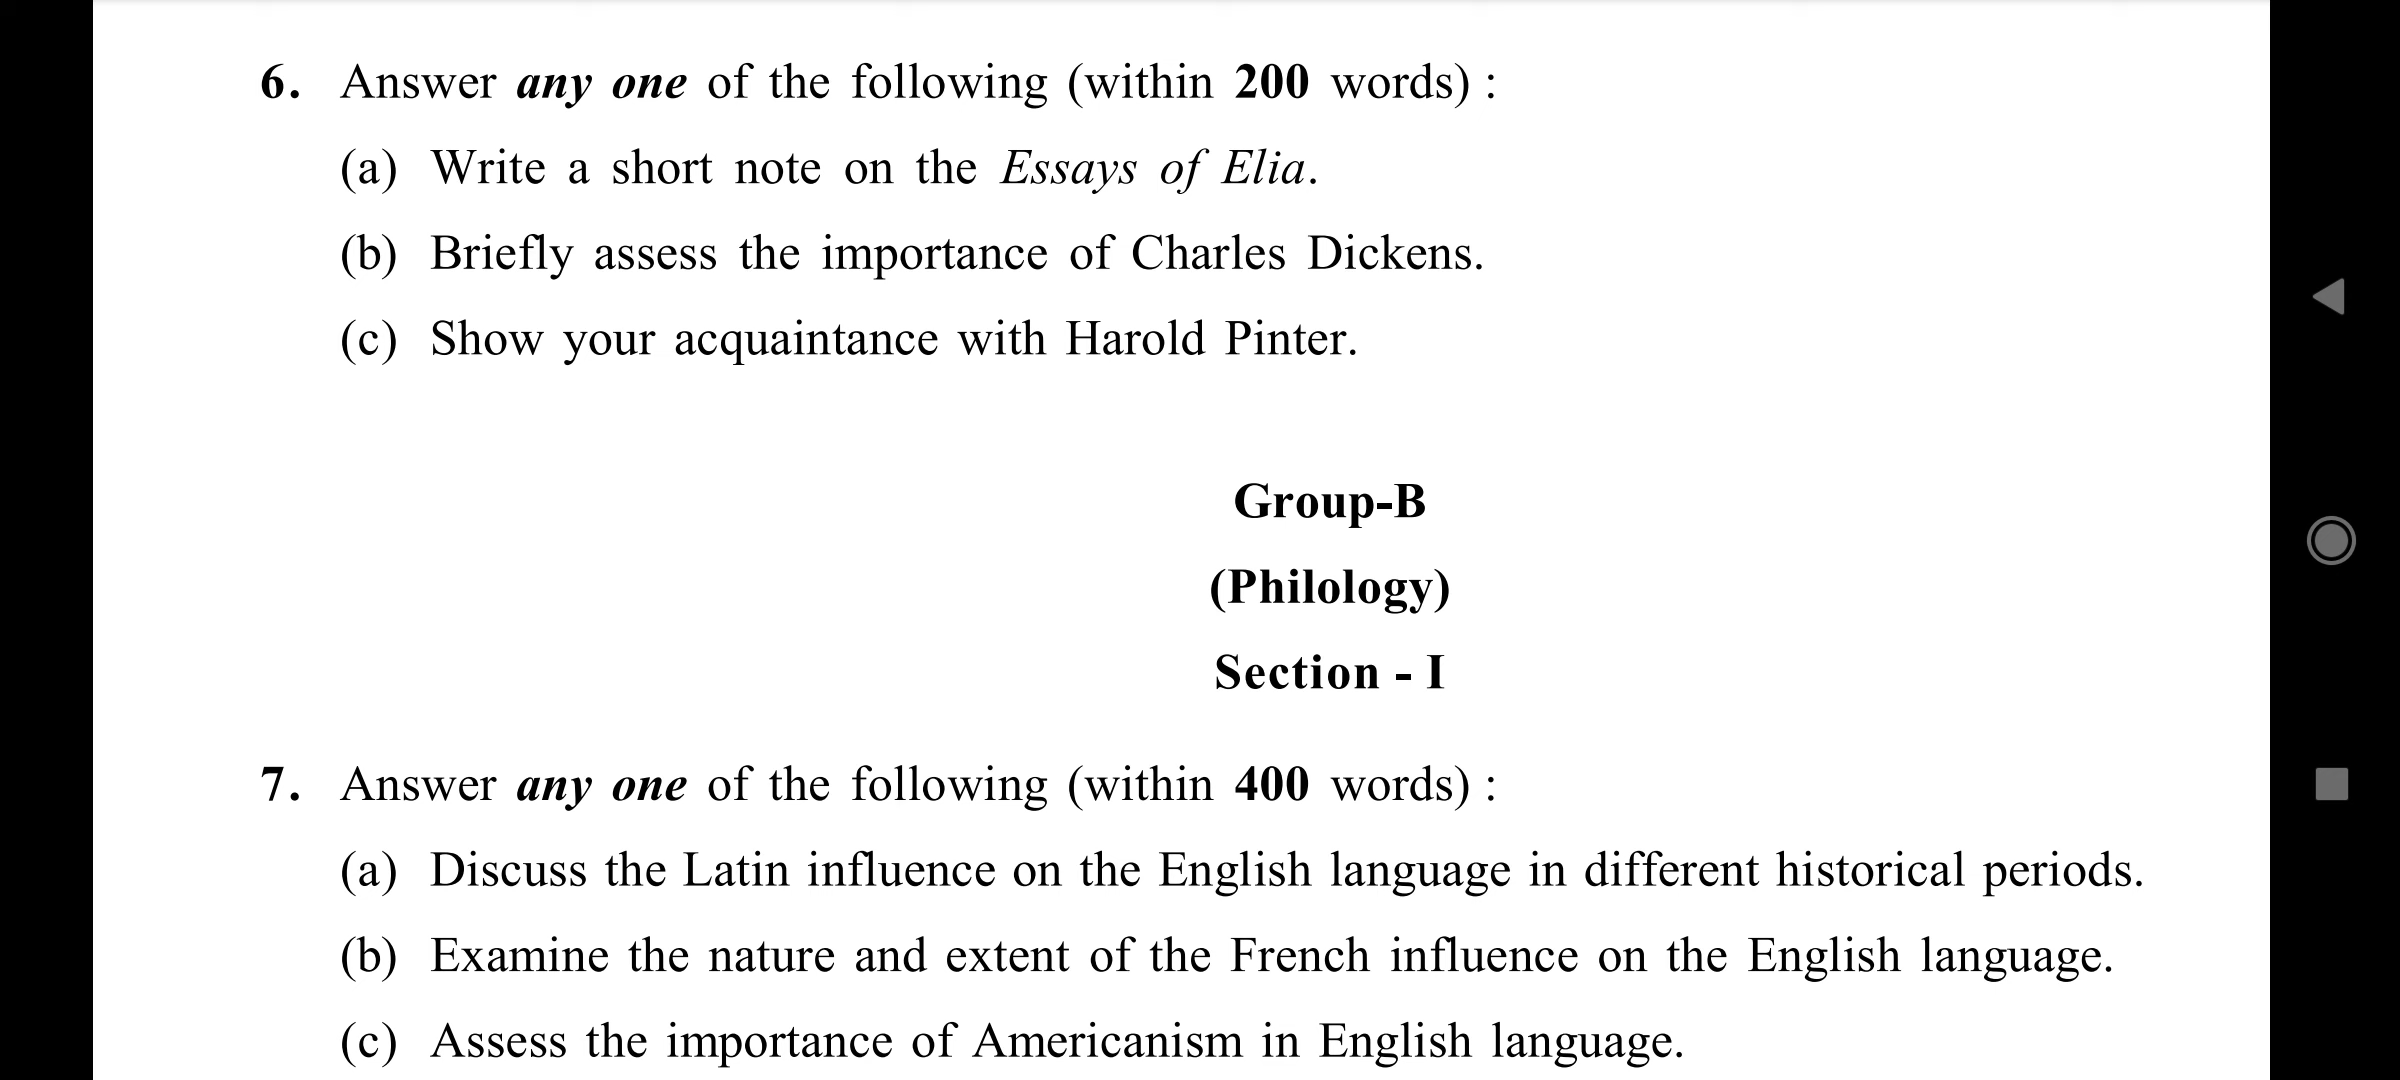 6. Answer any one of the following (within 200 words) :
(a) Write a short note on the Essays of Elia.
(b) Briefly assess the importance of Charles Dickens.
(c) Show your acquaintance with Harold Pinter.
Group-B
(Philology)
Section - I
7. Answer any one of the following (within 400 words) :
(a) Discuss the Latin influence on the English language in different historical periods.
(b) Examine the nature and extent of the French influence on the English language.
(c) Assess the importance of Americanism in English language.